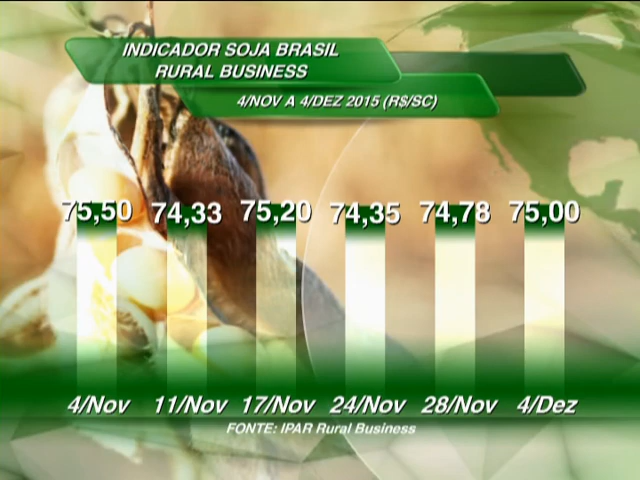 INDICADOR SOJA BRASIL
RURAL BUSINESS
4/NOV A 4/DEZ 2015 (R$/SC)
75,50 74,33 75,20 74,35 74,78 75,00
4/Nov 11/Nov 17/Nov 24/Nov 28/Nov 4/Dez
FONTE: IPAR Rural Business